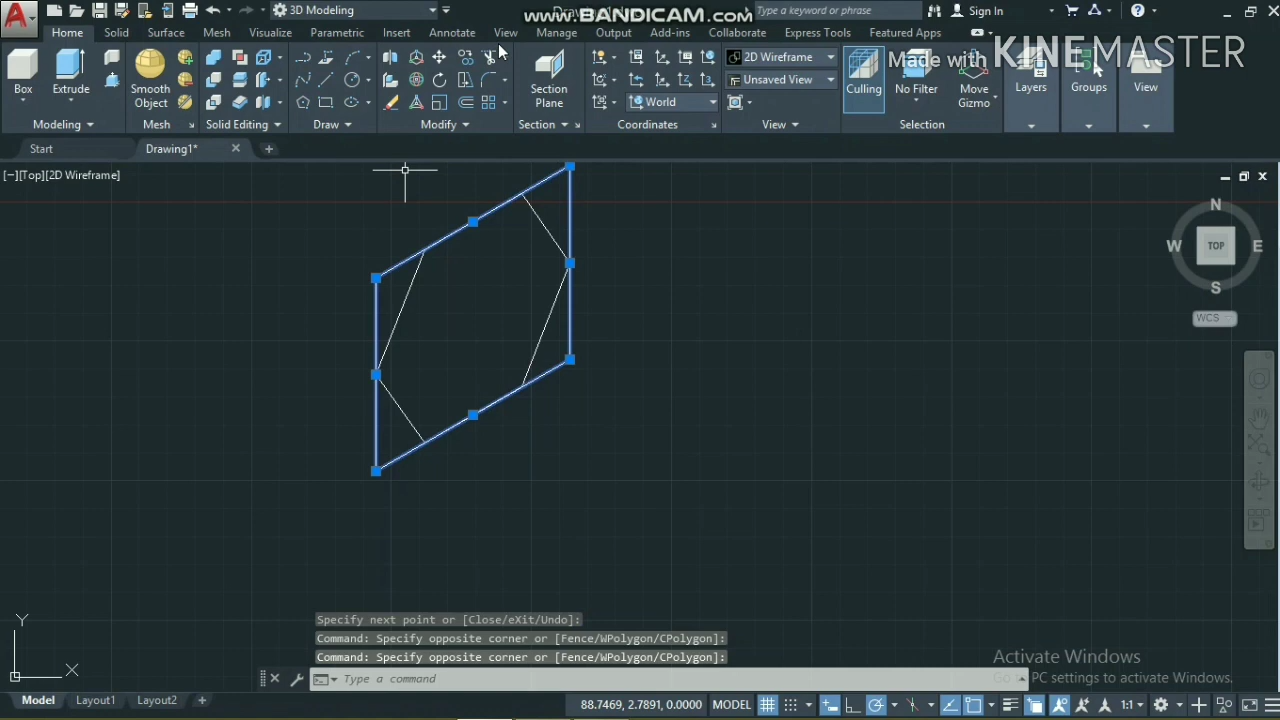 3D Modeling
www.BANDICAM.com
Type a keyword or phrase
Sign In
Home Solid Surface Mesh Visualize Parametric Insert Annotate View Manage Output Add-ins Collaborate Express Tools Featured Apps
Made with KINEMASTER
Box
Extrude
Smooth Object
Section Plane
World
2D Wireframe
Unsaved View
Culling
No Filter
Move Gizmo
Layers
Groups
View
Modeling Mesh Solid Editing Draw Modify Section Coordinates View Selection
Start Drawing1*
[−][Top][2D Wireframe]
N
W TOP E
S
WCS
Specify next point or [Close/eXit/Undo]:
Command: Specify opposite corner or [Fence/WPolygon/CPolygon]:
Command: Specify opposite corner or [Fence/WPolygon/CPolygon]:
Type a command
Y
X
Activate Windows
PC settings to activate Windows.
Model Layout1 Layout2 +
88.7469, 2.7891, 0.0000 MODEL 1:1